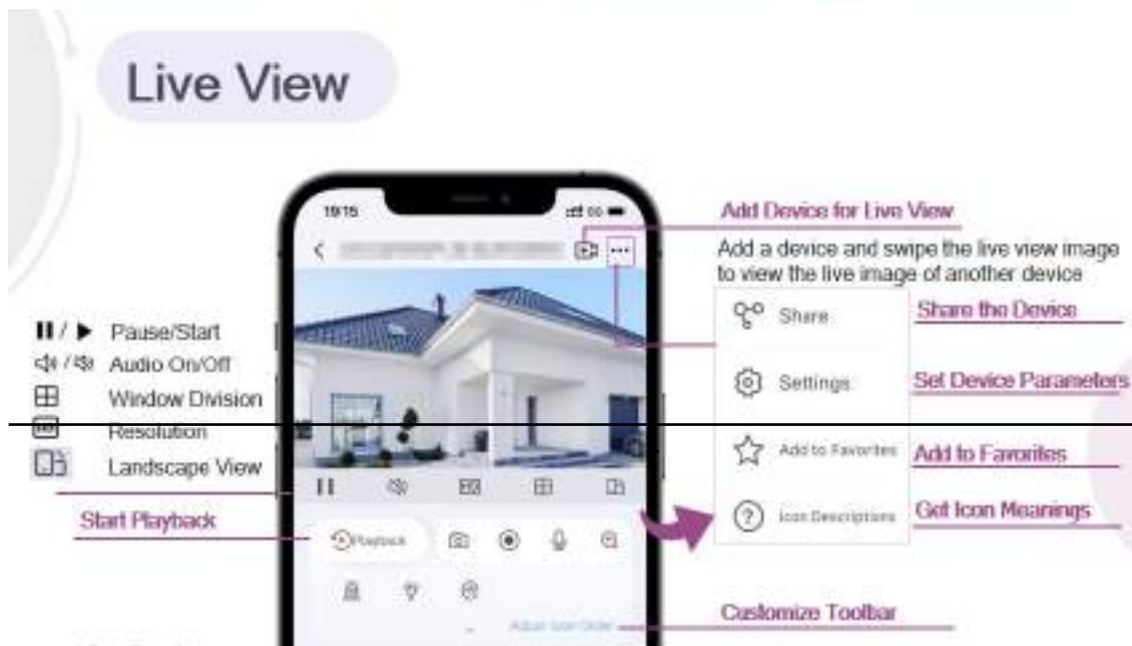 Live View
19:15
Add Device for Live View
Add a device and swipe the live view image
to view the live image of another device
Share
Share the Device
Pause/Start
Audio On/Off
Settings
Set Device Parameters
Window Division
Resolution
Landscape View
Add to Favorites
Add to Favorites
Start Playback
Icon Descriptions
Get Icon Meanings
Playback
Customize Toolbar
Adjust Icon Order